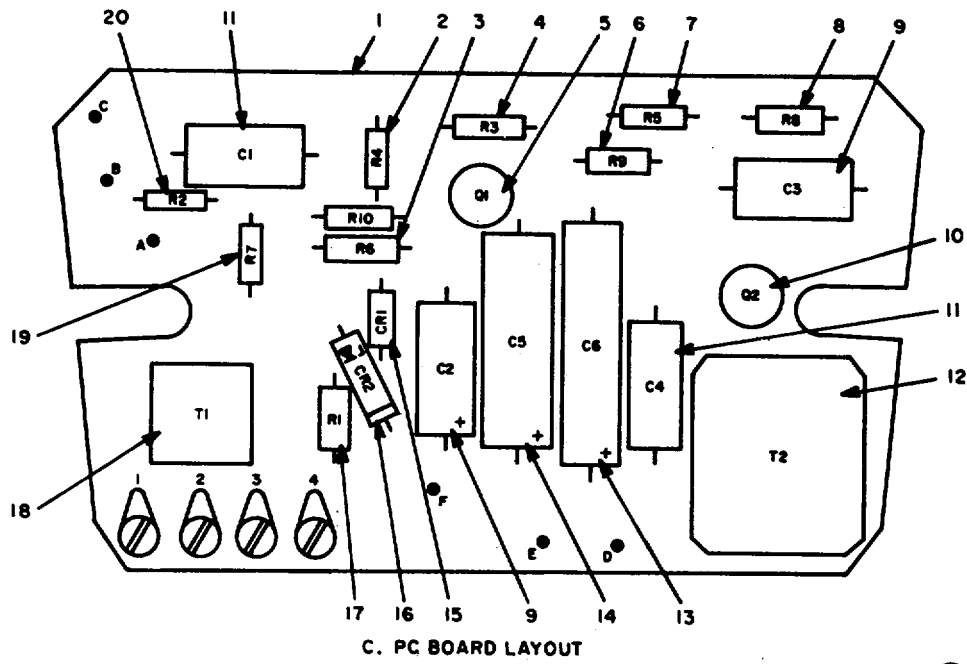 20 11 1 2 3 4 5 6 7 8 9
C
R3 R5 R8
C1 R4 R9
B
R2 Q1 C3
R10
A R7 R6
10
Q2
19 CR1 11
C5 C6
CR2 C2 C4 12
T1 R1
+ + + T2
18
1 2 3 4 F
E D
17 16 15 9 14 13
C. PC BOARD LAYOUT